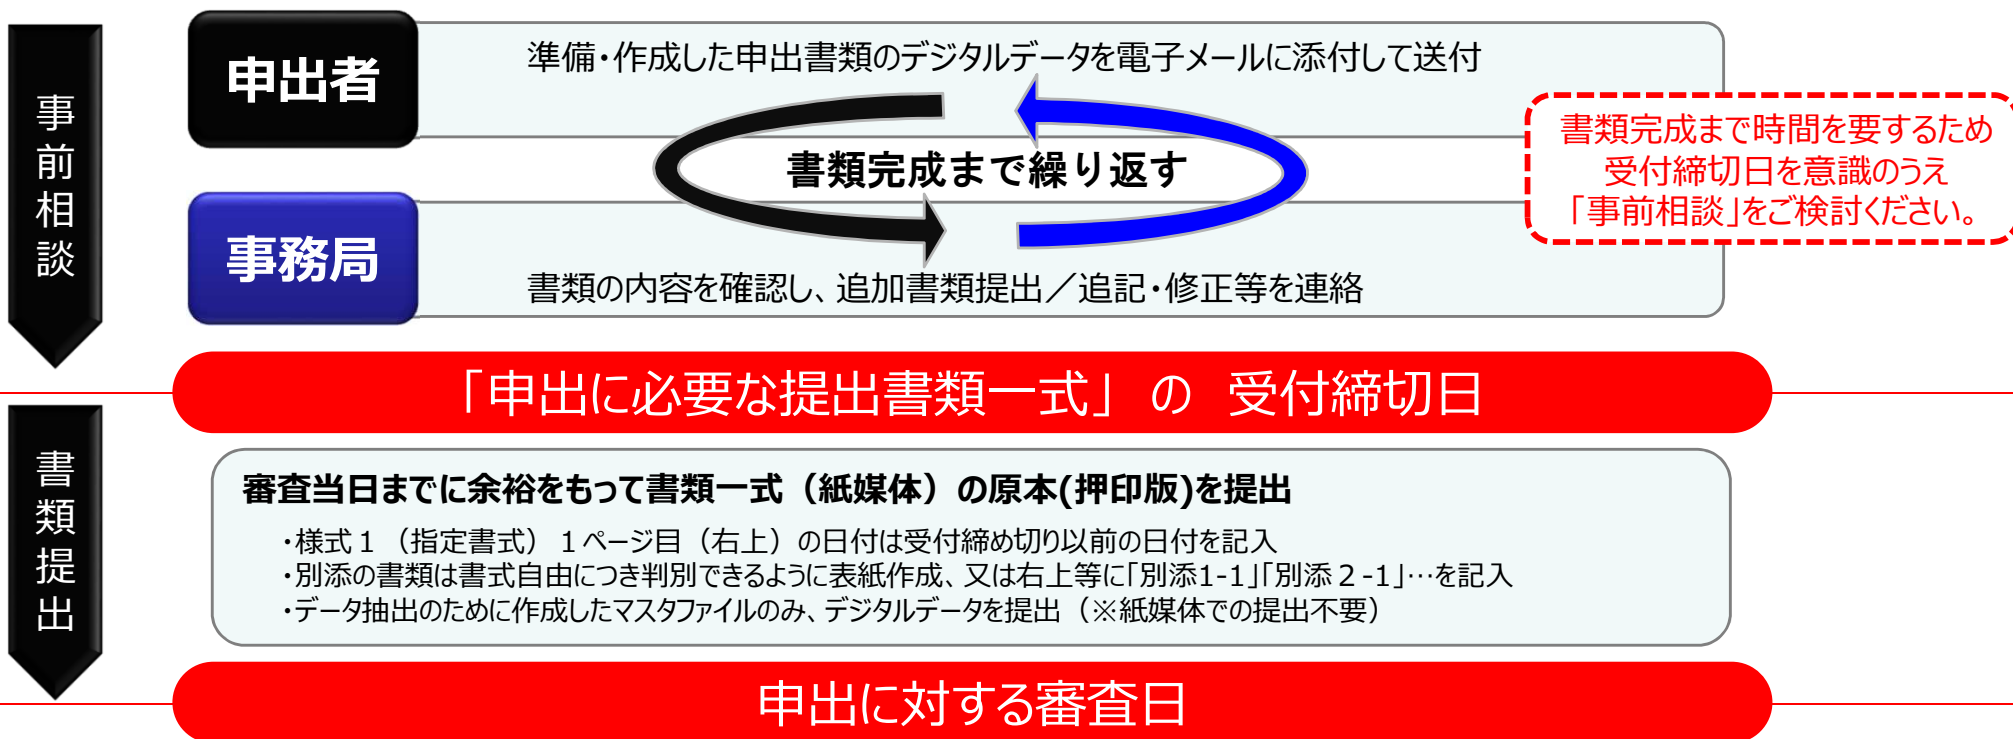 事前相談
申出者
準備・作成した申出書類のデジタルデータを電子メールに添付して送付
書類完成まで繰り返す
書類完成まで時間を要するため
受付締切日を意識のうえ
「事前相談」をご検討ください。
事務局
書類の内容を確認し、追加書類提出／追記・修正等を連絡
「申出に必要な提出書類一式」 の 受付締切日
書類提出
審査当日までに余裕をもって書類一式（紙媒体）の原本(押印版)を提出
・様式１（指定書式）１ページ目（右上）の日付は受付締め切り以前の日付を記入
・別添の書類は書式自由につき判別できるように表紙作成、又は右上等に「別添1-1」「別添２-1」…を記入
・データ抽出のために作成したマスタファイルのみ、デジタルデータを提出（※紙媒体での提出不要）
申出に対する審査日